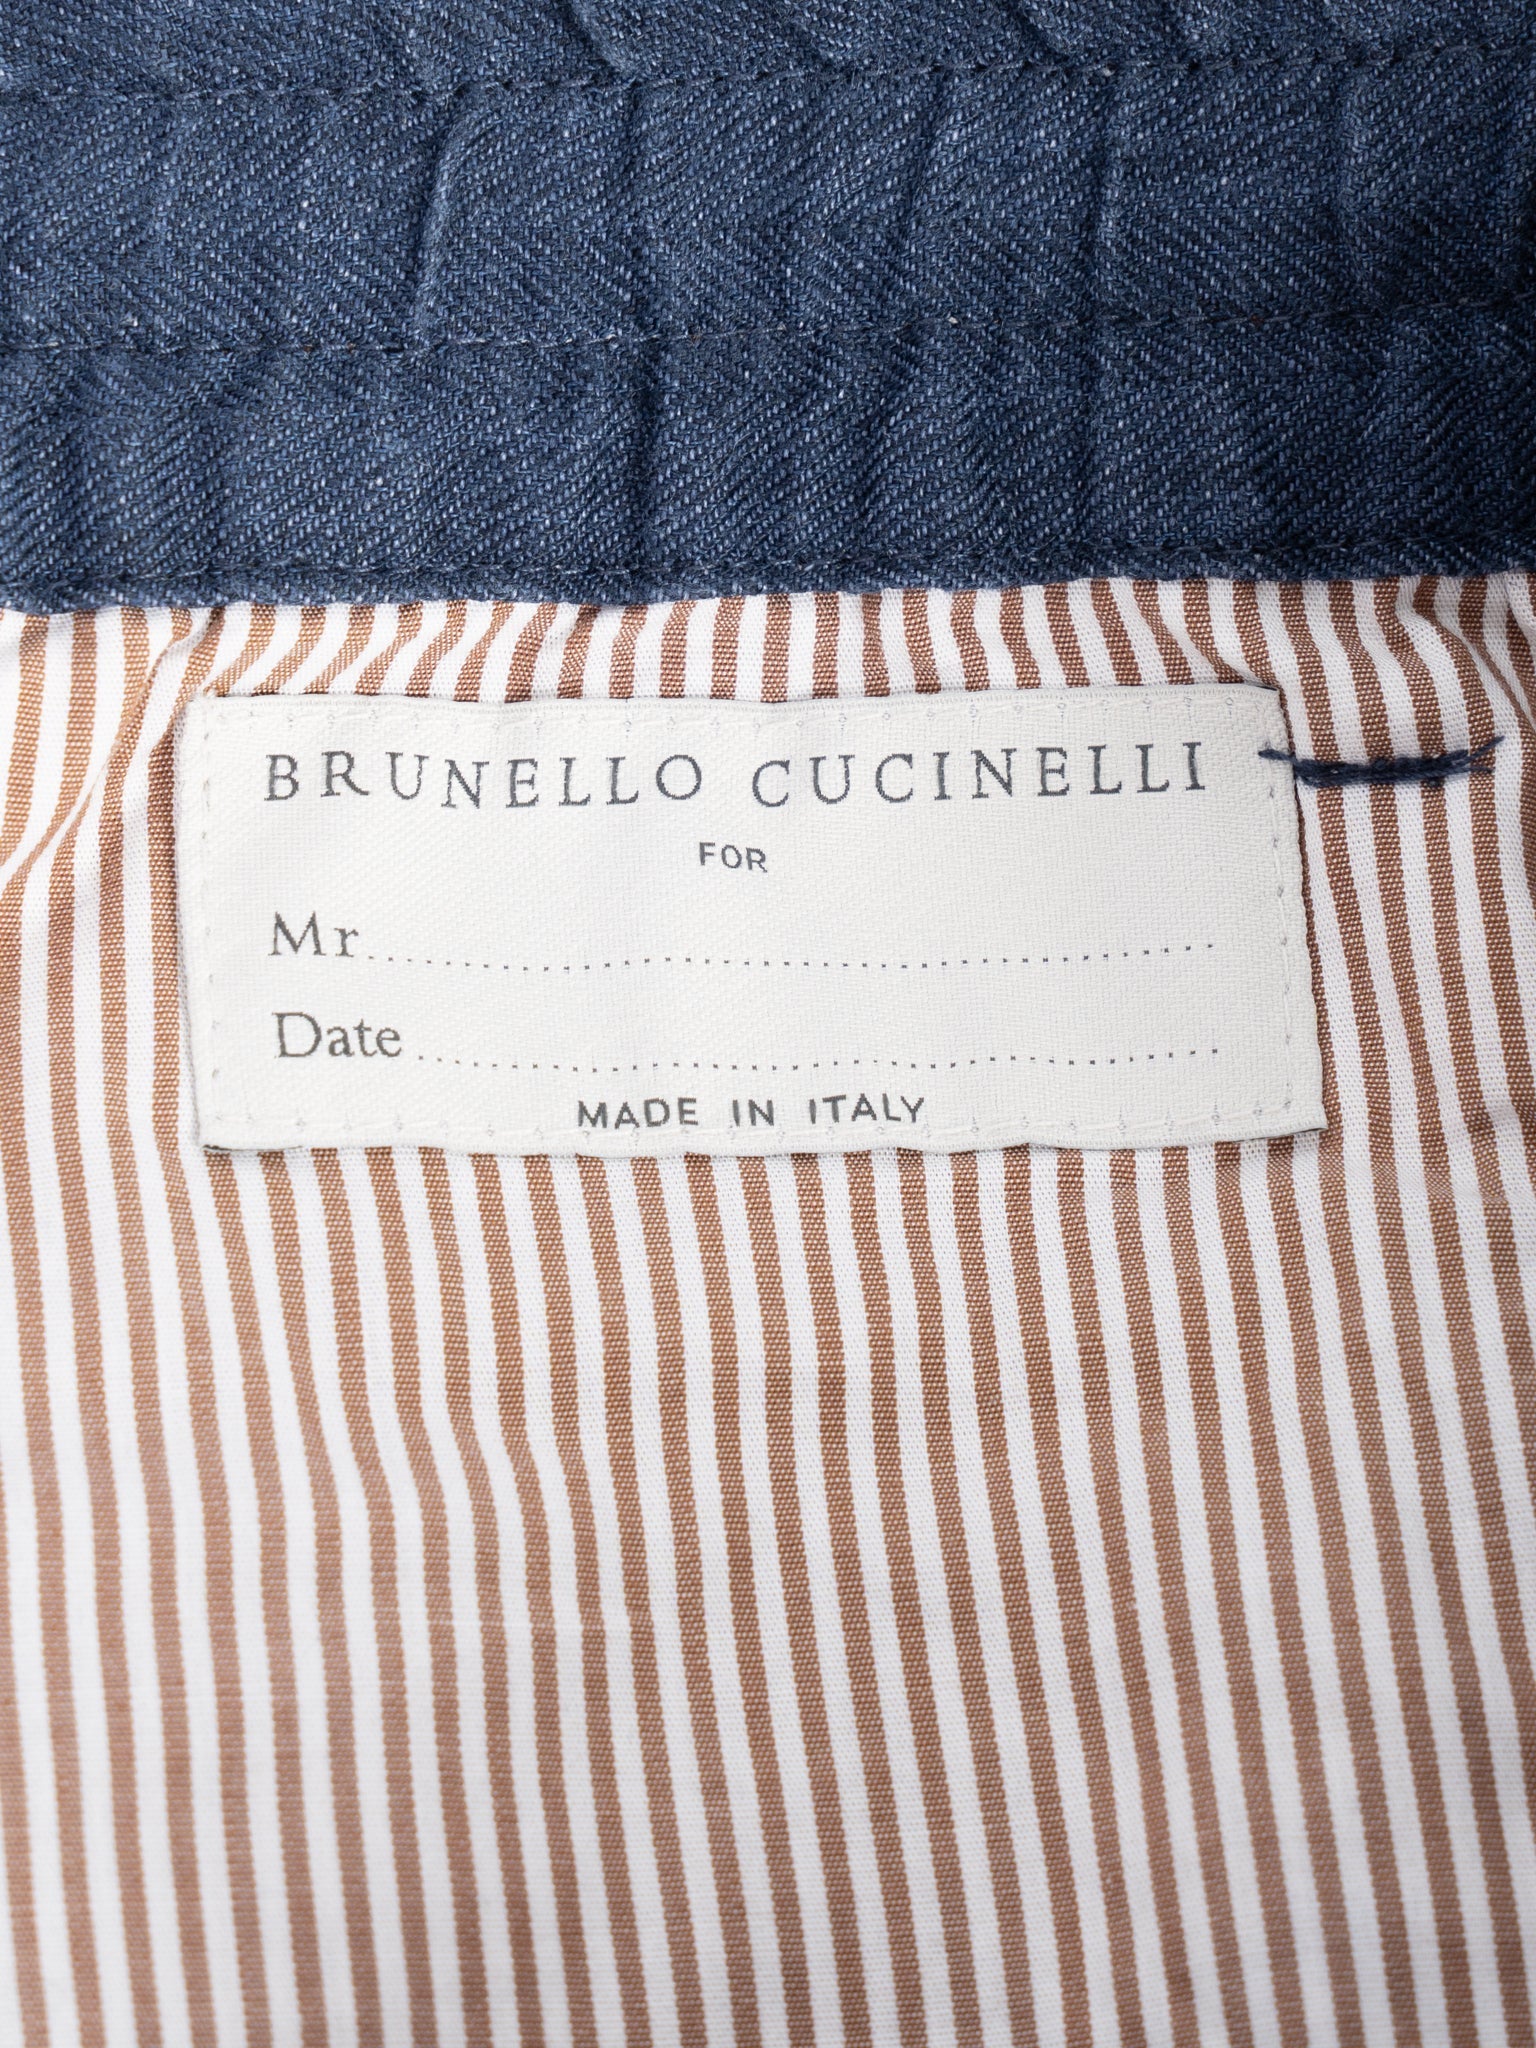 BRUNELLO CUCINELLI
FOR
Mr
Date
MADE IN ITALY